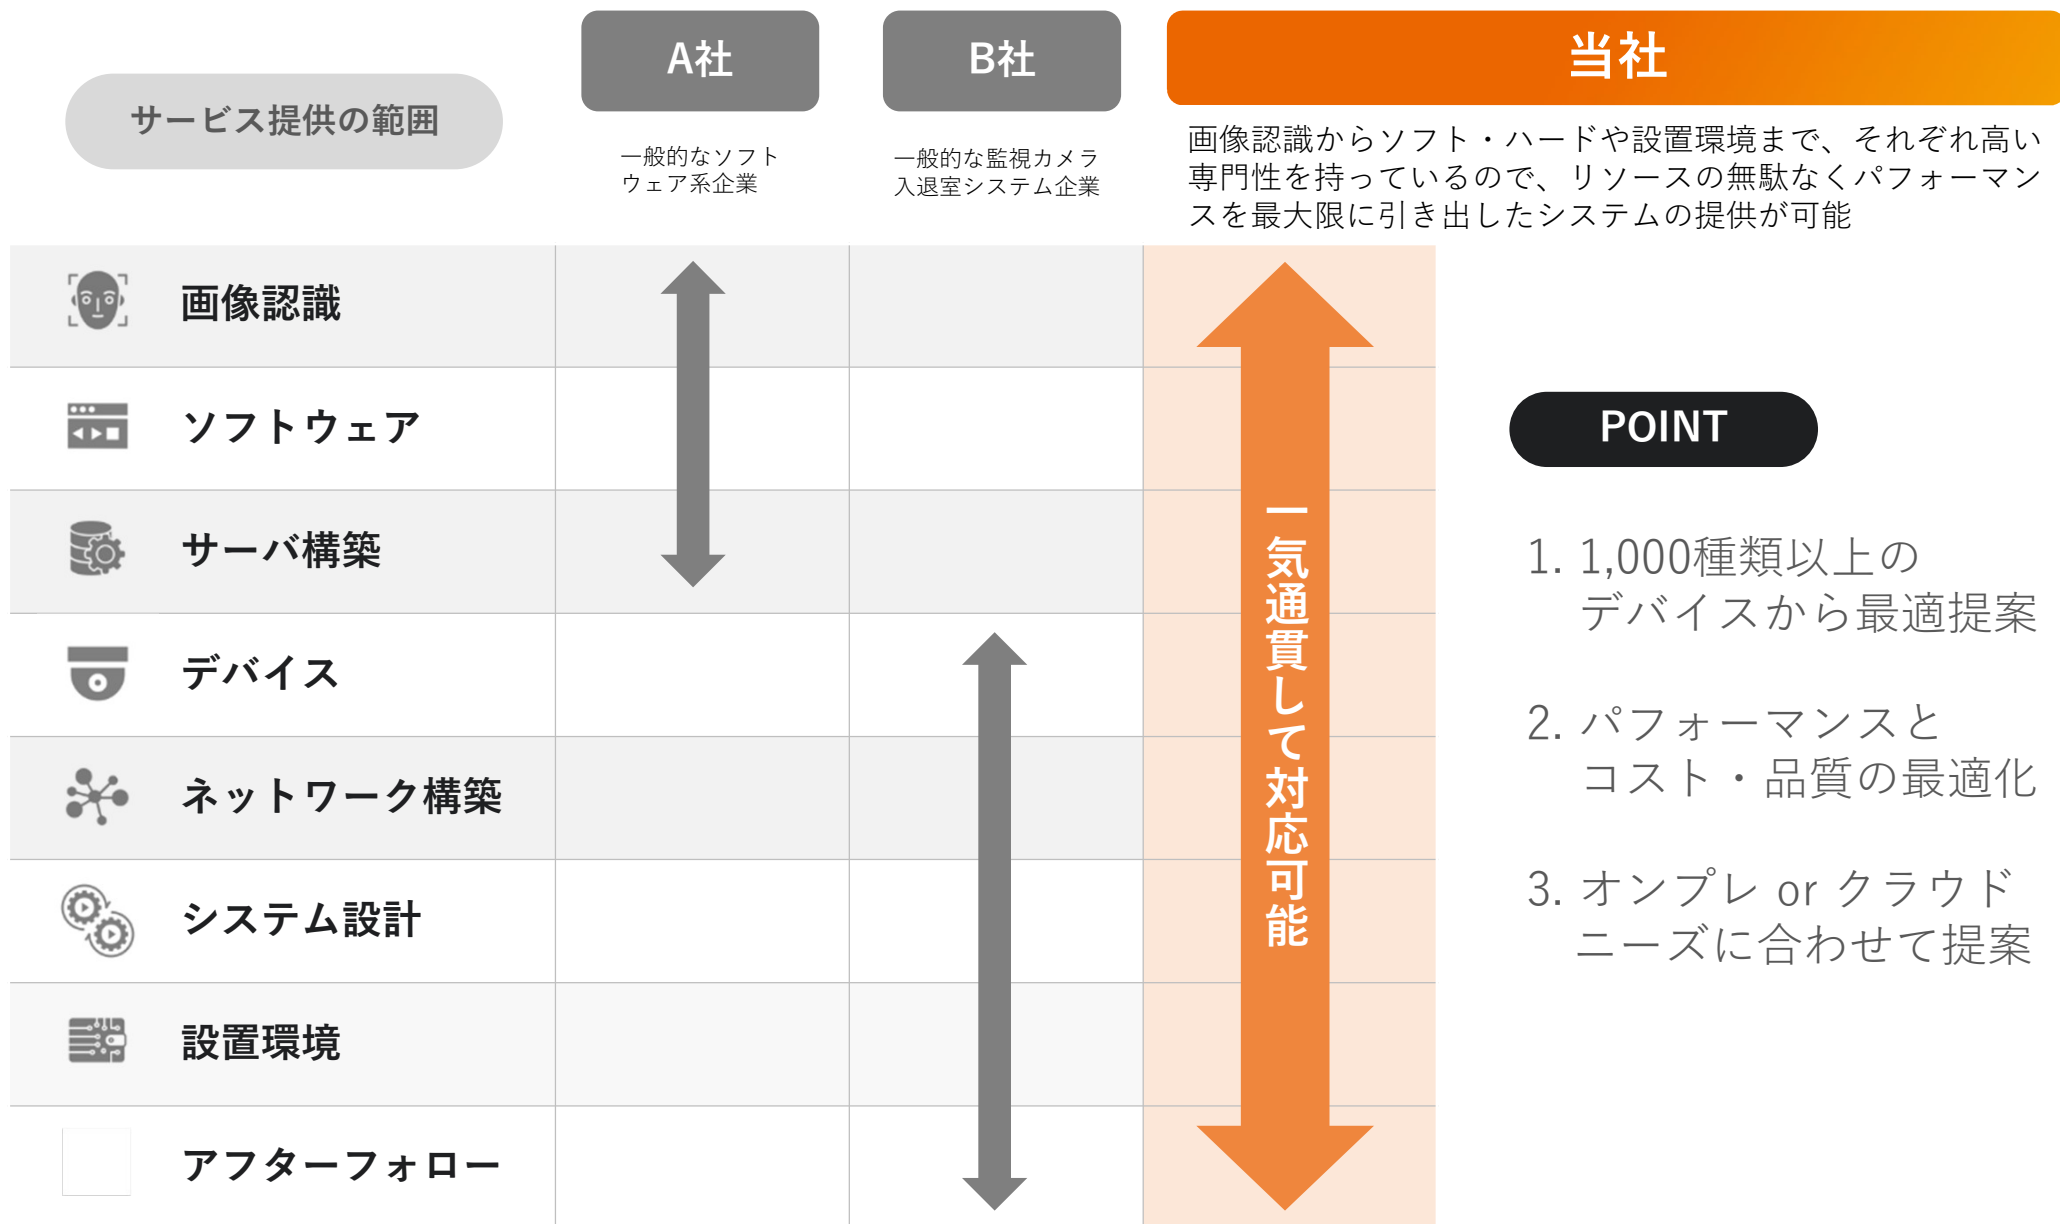 サービス提供の範囲
A社
一般的なソフト
ウェア系企業
B社
一般的な監視カメラ
入退室システム企業
当社
画像認識からソフト・ハードや設置環境まで、それぞれ高い
専門性を持っているので、リソースの無駄なくパフォーマン
スを最大限に引き出したシステムの提供が可能
画像認識
ソフトウェア
サーバ構築
デバイス
ネットワーク構築
システム設計
設置環境
アフターフォロー
一気通貫して対応可能
POINT
1. 1,000種類以上の
デバイスから最適提案
2. パフォーマンスと
コスト・品質の最適化
3. オンプレ or クラウド
ニーズに合わせて提案